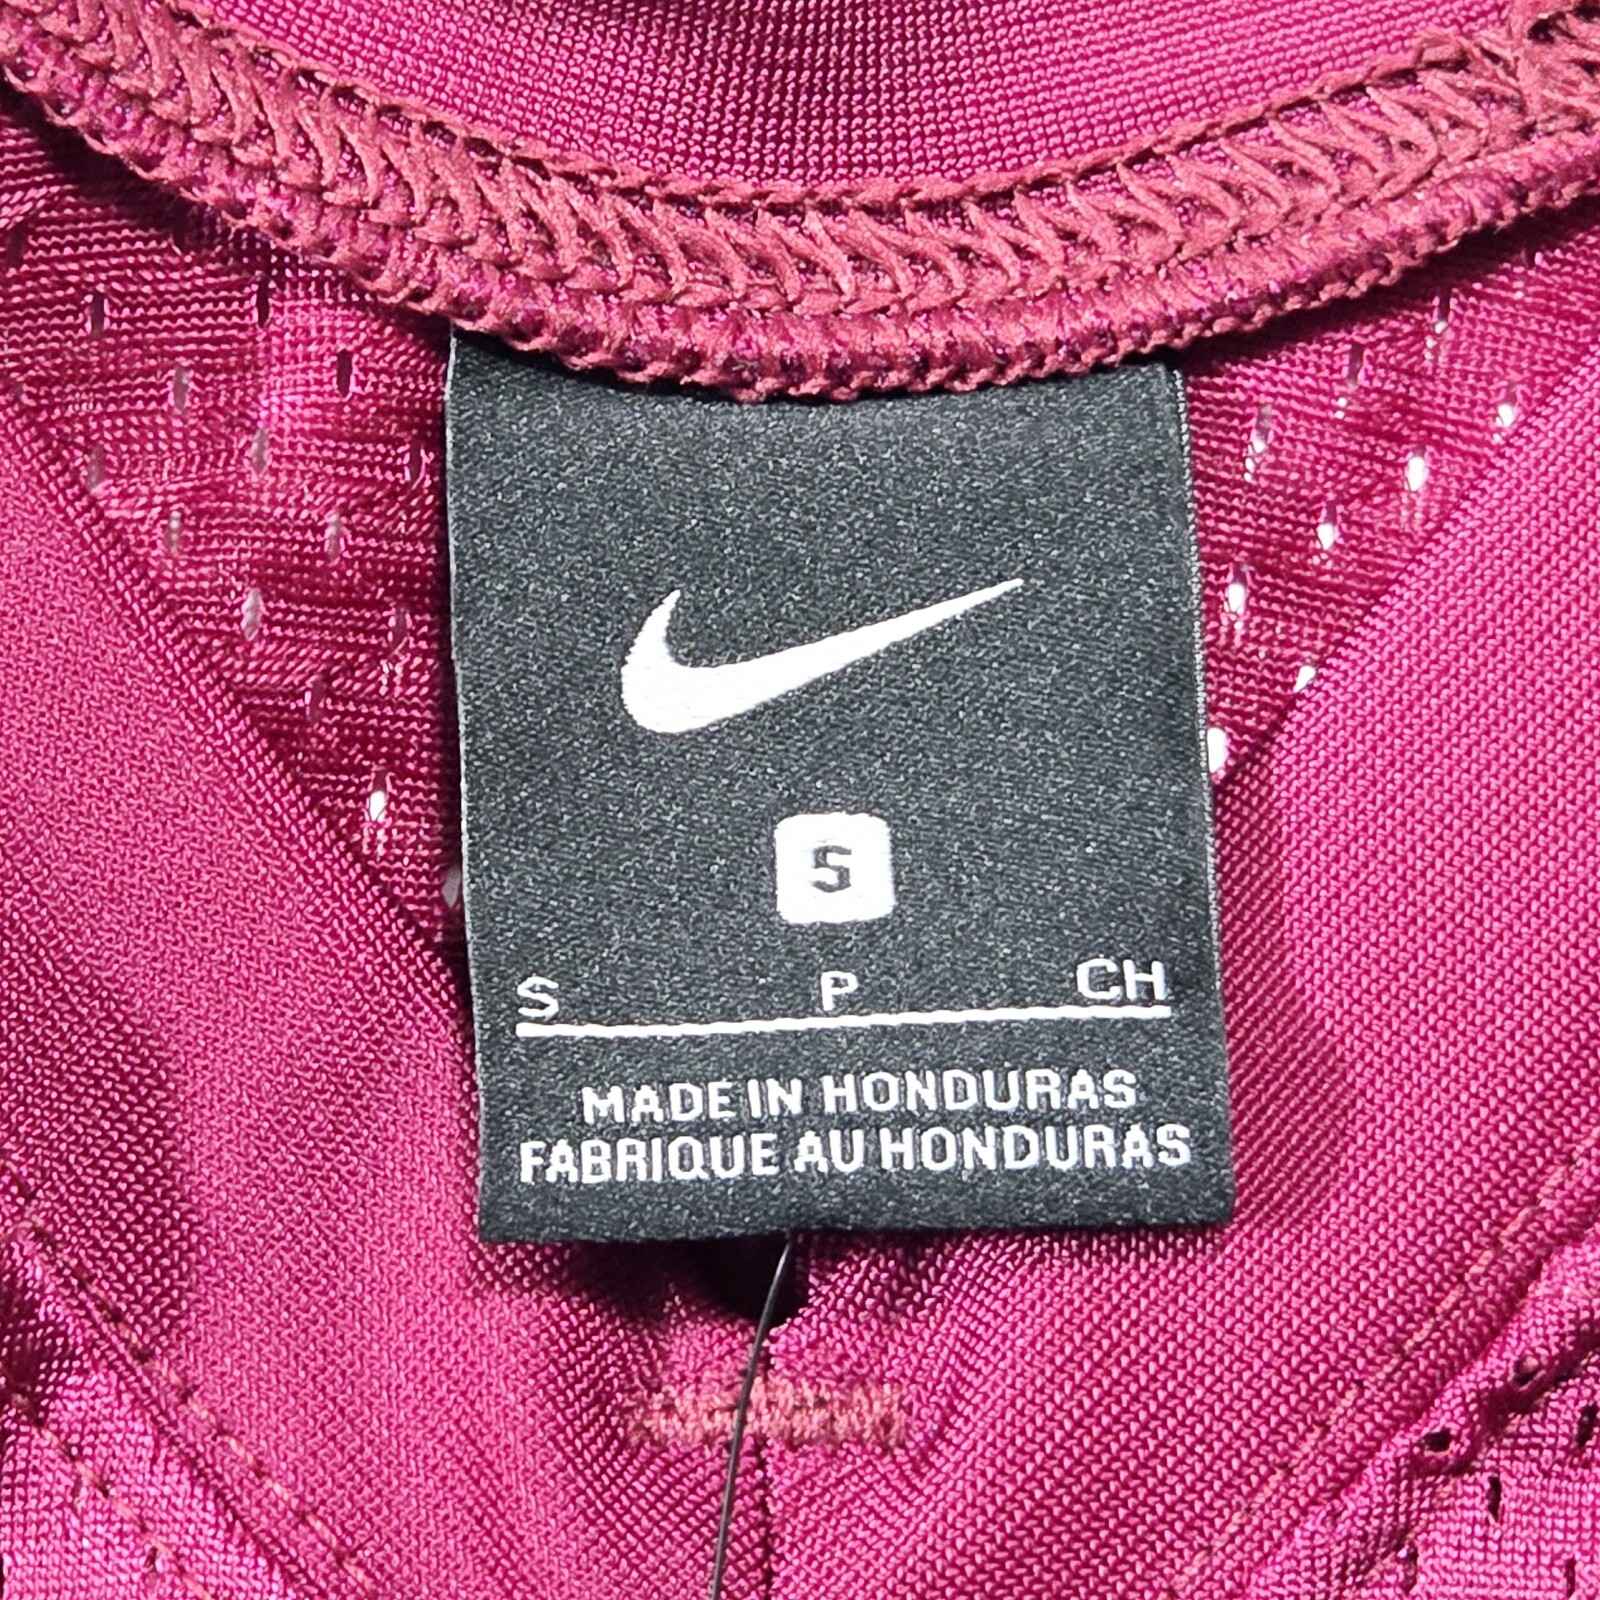 S
S P CH
MADE IN HONDURAS
FABRIQUE AU HONDURAS